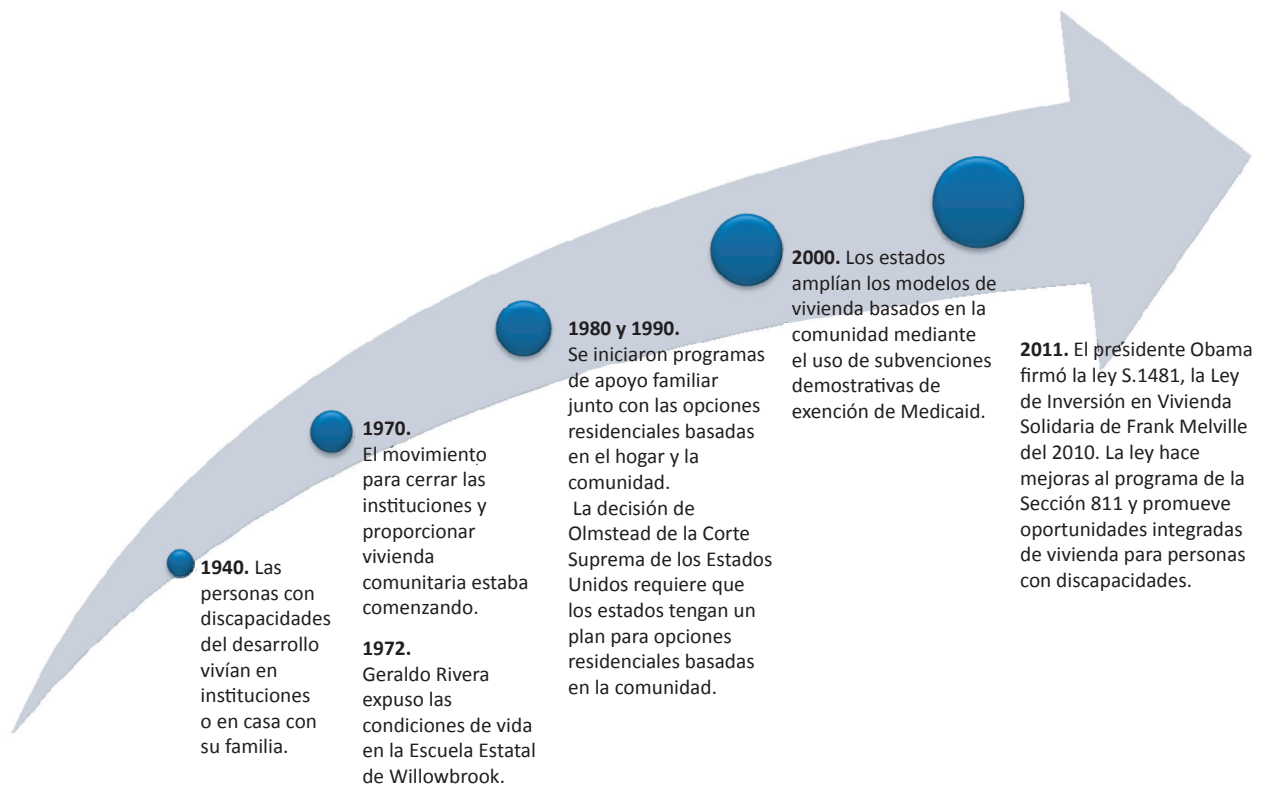 1940. Las
personas con
discapacidades
del desarrollo
vivían en
instituciones
o en casa con
su familia.
1970.
El movimiento
para cerrar las
instituciones y
proporcionar
vivienda
comunitaria estaba
comenzando.
1972.
Geraldo Rivera
expuso las
condiciones de vida
en la Escuela Estatal
de Willowbrook.
1980 y 1990.
Se iniciaron programas
de apoyo familiar
junto con las opciones
residenciales basadas
en el hogar y la
comunidad.
La decisión de
Olmstead de la Corte
Suprema de los Estados
Unidos requiere que
los estados tengan un
plan para opciones
residenciales basadas
en la comunidad.
2000. Los estados
amplían los modelos de
vivienda basados en la
comunidad mediante
el uso de subvenciones
demostrativas de
exención de Medicaid.
2011. El presidente Obama
firmó la ley S.1481, la Ley
de Inversión en Vivienda
Solidaria de Frank Melville
del 2010. La ley hace
mejoras al programa de la
Sección 811 y promueve
oportunidades integradas
de vivienda para personas
con discapacidades.